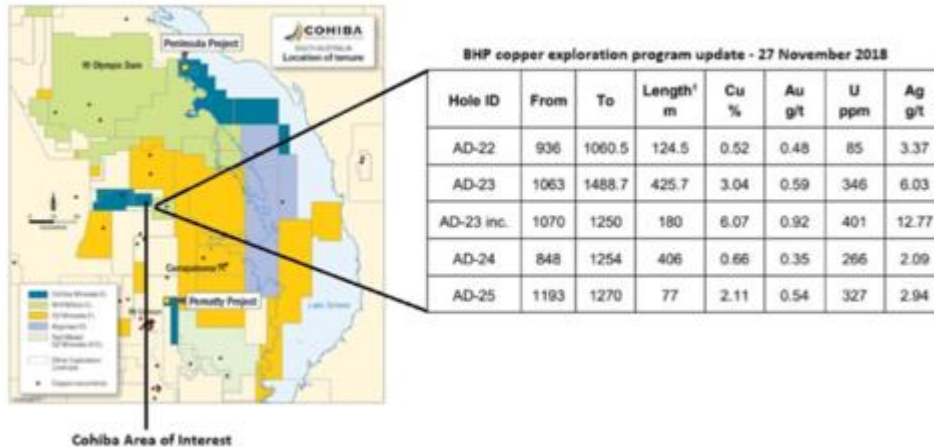 COHIBA
SOUTH AUSTRALIA
Location of tenure
Peninsula Project
Olympic Dam
Carrapateena
Pernatty Project
Lake Torrens
Copper occurrences
Cohiba Area of Interest
BHP copper exploration program update - 27 November 2018
Hole ID From To Length¹ m Cu % Au g/t U ppm Ag g/t
AD-22 936 1060.5 124.5 0.52 0.48 85 3.37
AD-23 1063 1488.7 425.7 3.04 0.59 346 6.03
AD-23 inc. 1070 1250 180 6.07 0.92 401 12.77
AD-24 848 1254 406 0.66 0.35 266 2.09
AD-25 1193 1270 77 2.11 0.54 327 2.94